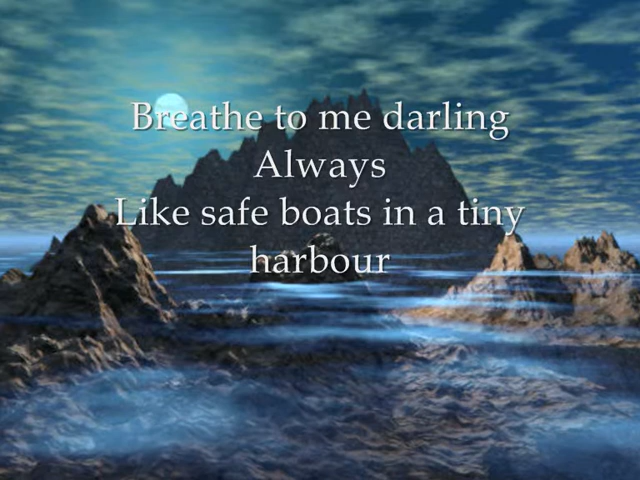 Breathe to me darling
Always
Like safe boats in a tiny
harbour